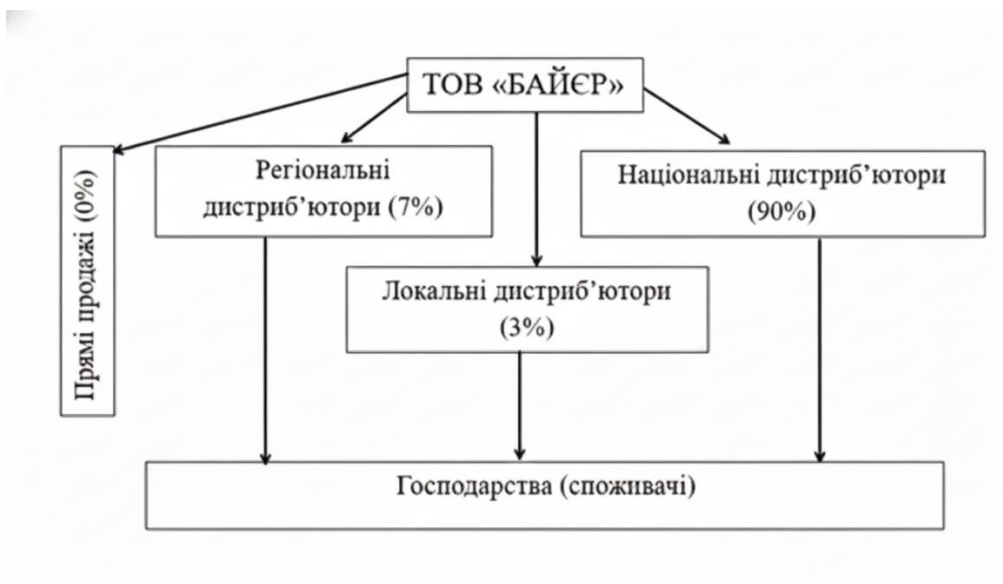 ТОВ «БАЙЄР»
Прямі продажі (0%)
Регіональні
дистриб’ютори (7%)
Національні дистриб’ютори
(90%)
Локальні дистриб’ютори
(3%)
Господарства (споживачі)